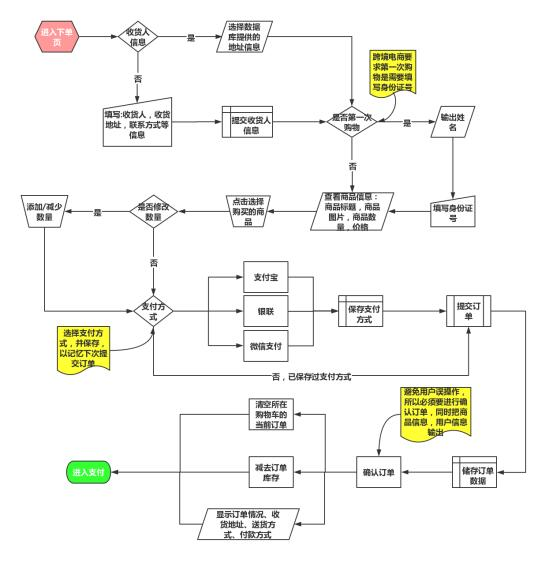 进入下单
页
收货人
信息
是
选择数据
库提供的
地址信息
跨境电商要
求第一次购
物是需要填
写身份证号
否
填写:收货人，收货
地址，联系方式等
信息
提交收货人
信息
是否第一次
购物
是
输出姓
名
否
添加/减少
数量
是
是否修改
数量
点击选择
购买的商
品
查看商品信息：
商品标题，商品
图片，商品数
量，价格
填写身份证
号
否
支付宝
支付方
式
银联
保存支付
方式
提交订
单
选择支付方
式，并保存，
以记忆下次提
交订单
微信支付
否，已保存过支付方式
避免用户误操作，
所以必须要进行确
认订单，同时把商
品信息，用户信息
输出
清空所在
购物车的
当前订单
进入支付
减去订单
库存
确认订单
储存订单
数据
显示订单情况、收
货地址、送货方
式、付款方式